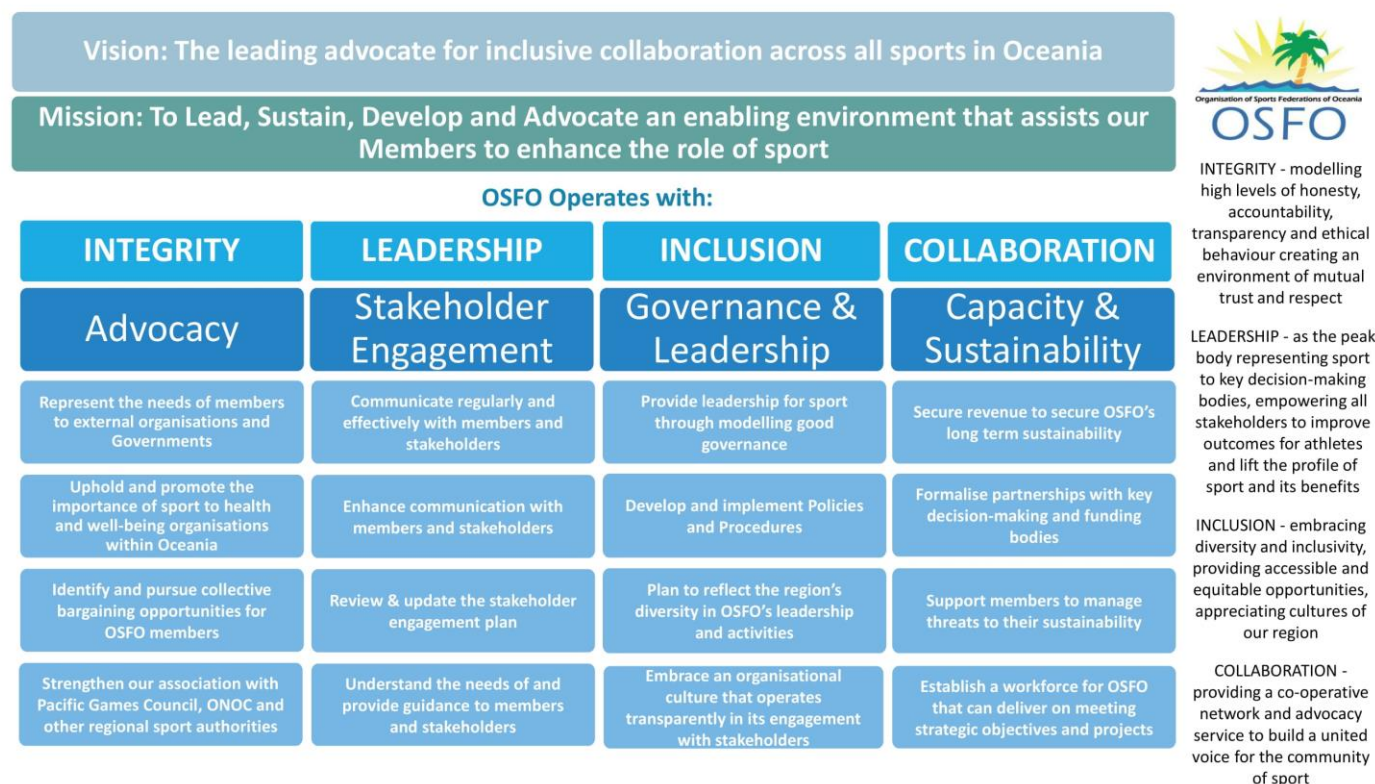 Vision: The leading advocate for inclusive collaboration across all sports in Oceania
Mission: To Lead, Sustain, Develop and Advocate an enabling environment that assists our
Members to enhance the role of sport
OSFO Operates with:
INTEGRITY
Advocacy
Represent the needs of members
to external organisations and
Governments
Uphold and promote the
importance of sport to health
and well-being organisations
within Oceania
Identify and pursue collective
bargaining opportunities for
OSFO members
Strengthen our association with
Pacific Games Council, ONOC and
other regional sport authorities
LEADERSHIP
Stakeholder
Engagement
Communicate regularly and
effectively with members and
stakeholders
Enhance communication with
members and stakeholders
Review & update the stakeholder
engagement plan
Understand the needs of and
provide guidance to members
and stakeholders
INCLUSION
Governance &
Leadership
Provide leadership for sport
through modelling good
governance
Develop and implement Policies
and Procedures
Plan to reflect the region's
diversity in OSFO's leadership
and activities
Embrace an organisational
culture that operates
transparently in its engagement
with stakeholders
COLLABORATION
Capacity &
Sustainability
Secure revenue to secure OSFO's
long term sustainability
Formalise partnerships with key
decision-making and funding
bodies
Support members to manage
threats to their sustainability
Establish a workforce for OSFO
that can deliver on meeting
strategic objectives and projects
Organisation of Sports Federations of Oceania
OSFO
INTEGRITY - modelling
high levels of honesty,
accountability,
transparency and ethical
behaviour creating an
environment of mutual
trust and respect
LEADERSHIP - as the peak
body representing sport
to key decision-making
bodies, empowering all
stakeholders to improve
outcomes for athletes
and lift the profile of
sport and its benefits
INCLUSION - embracing
diversity and inclusivity,
providing accessible and
equitable opportunities,
appreciating cultures of
our region
COLLABORATION -
providing a co-operative
network and advocacy
service to build a united
voice for the community
of sport